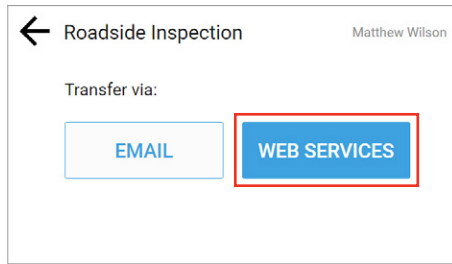 Roadside Inspection Matthew Wilson
Transfer via:
EMAIL WEB SERVICES